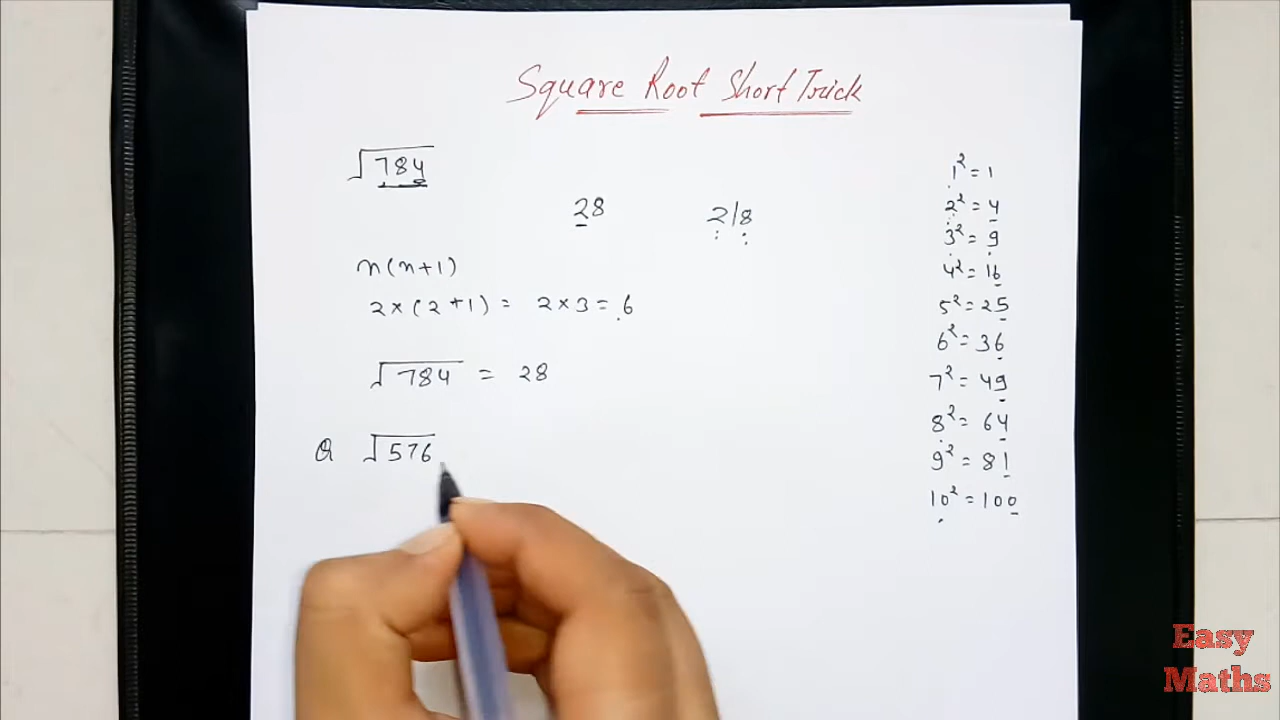 Square Root Short Trick
√784
28 2/8
n(n+1)
2×(2+1) = 2×3 = 6
√784 = 28
Q √576
1² = 1
2² = 4
3² = 9
4² = 16
5² = 25
6² = 36
7² = 49
8² = 64
9² = 81
10² = 100
Easy
Maths